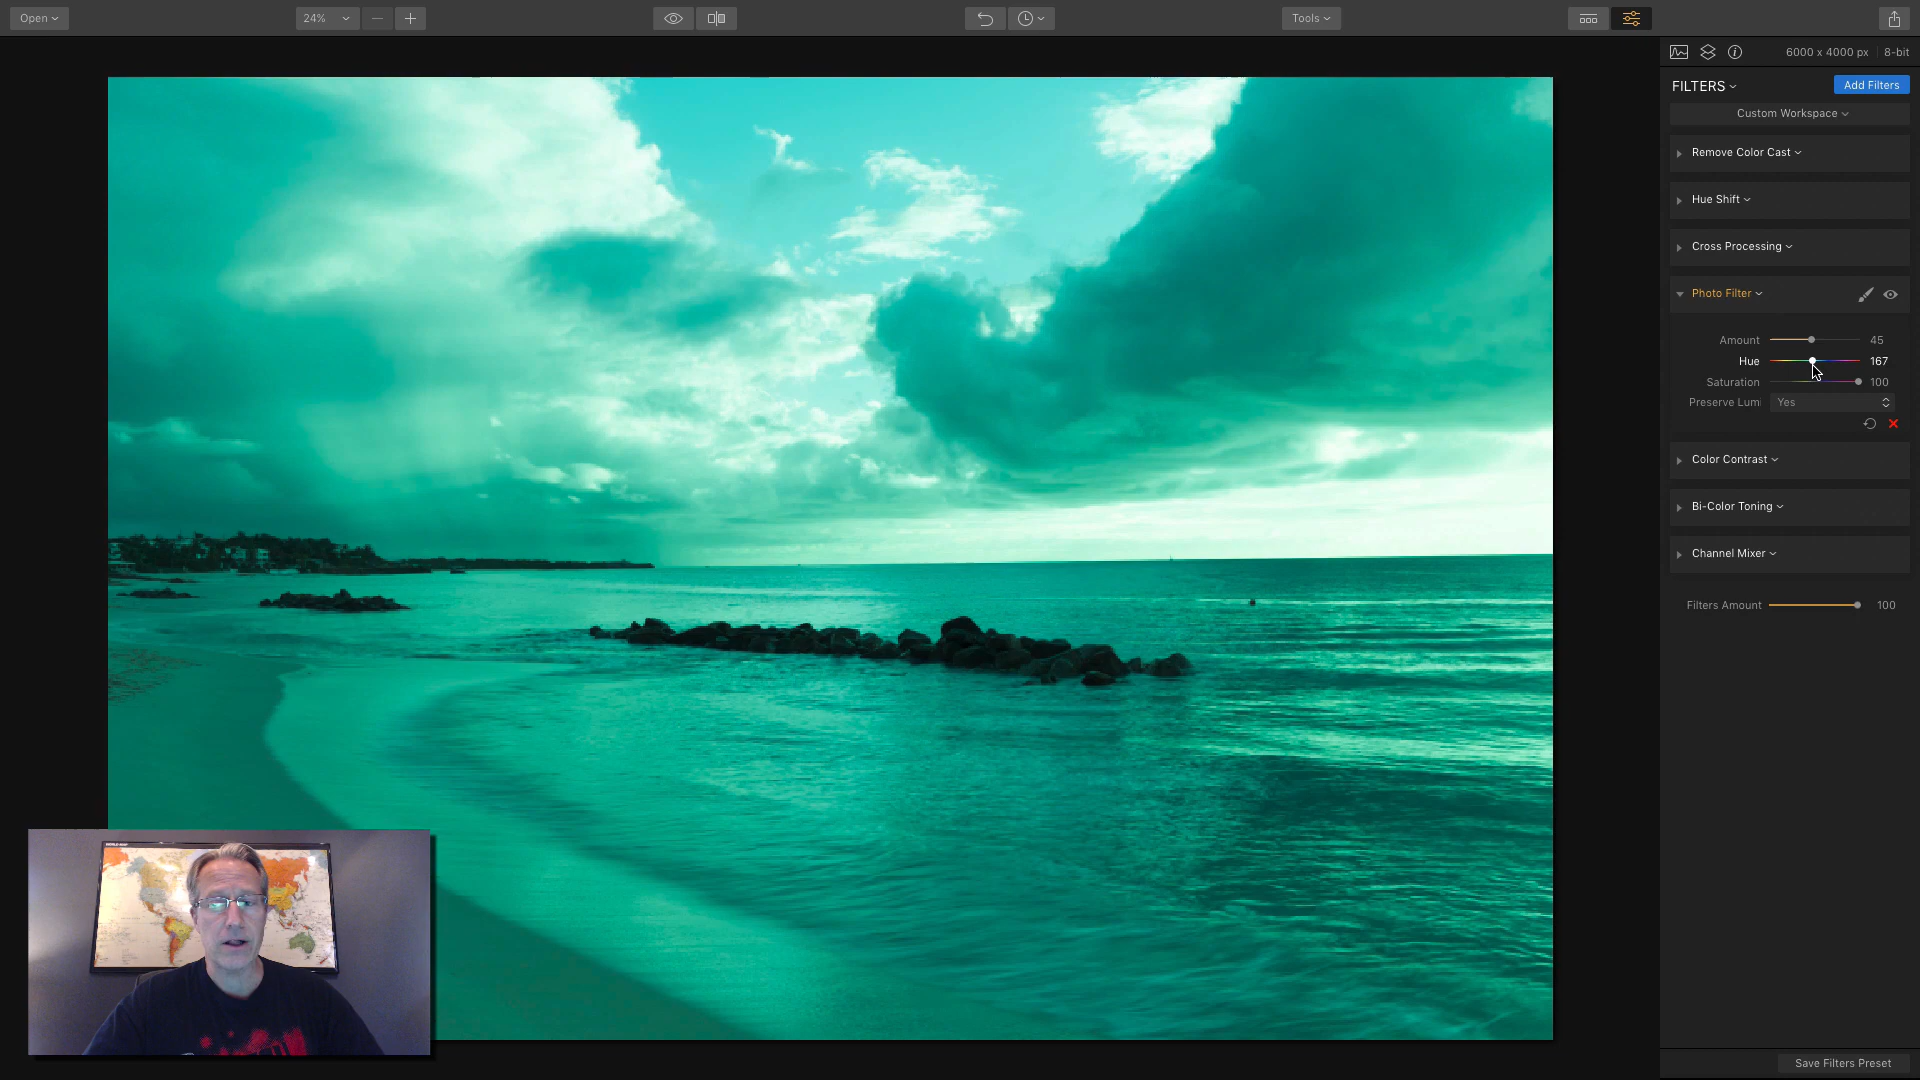 Open
24%
Tools
6000 x 4000 px
8-bit
FILTERS
Add Filters
Custom Workspace
Remove Color Cast
Hue Shift
Cross Processing
Photo Filter
Amount 45
Hue 167
Saturation 100
Preserve Lumi Yes
Color Contrast
Bi-Color Toning
Channel Mixer
Filters Amount 100
Save Filters Preset